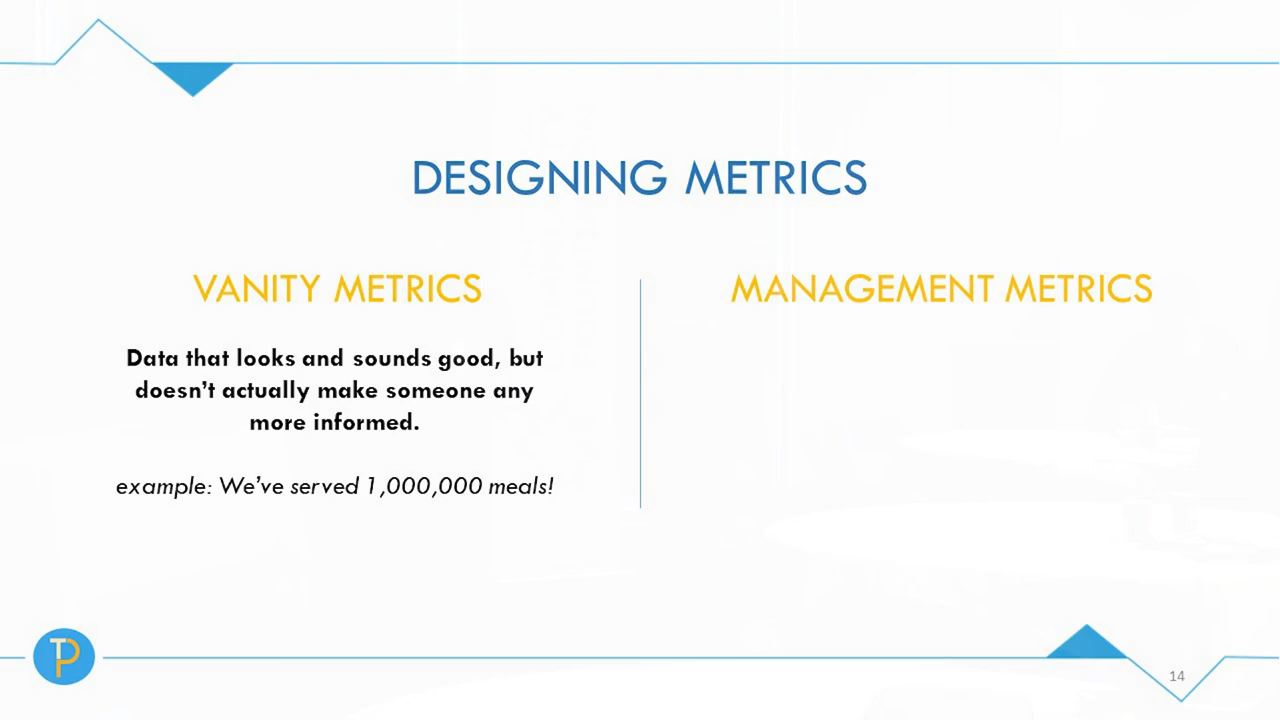 DESIGNING METRICS
VANITY METRICS
Data that looks and sounds good, but
doesn't actually make someone any
more informed.
example: We've served 1,000,000 meals!
MANAGEMENT METRICS
TP
14